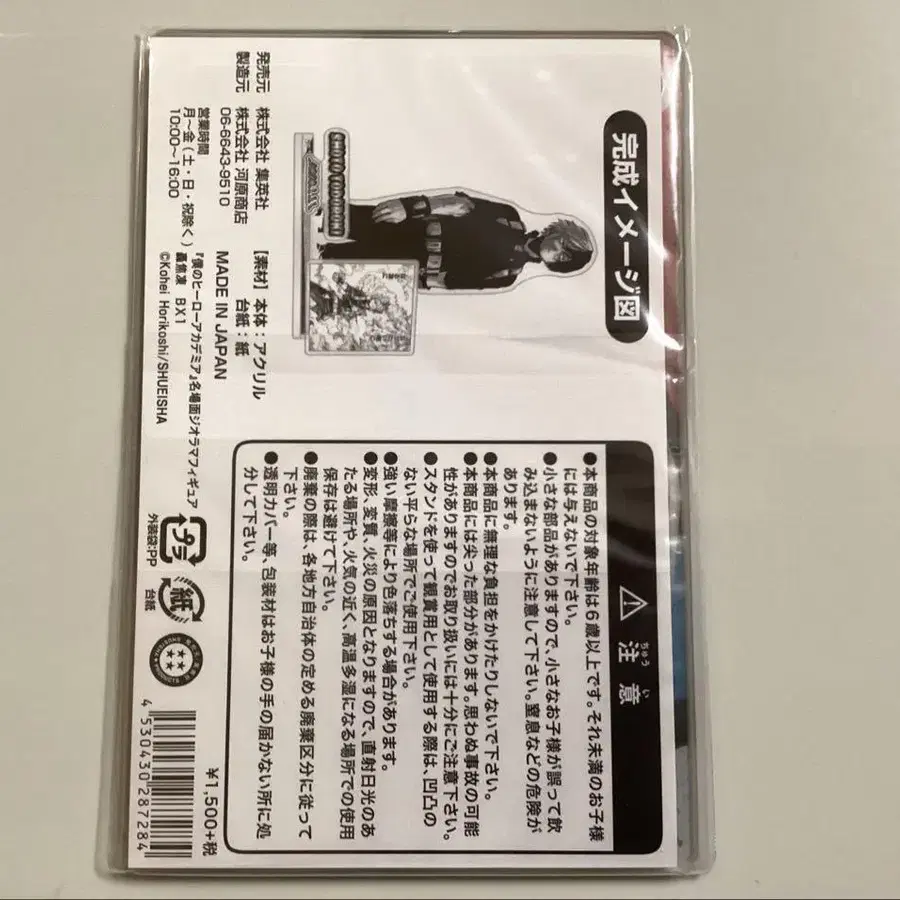 完成イメージ図
SHOTO TODOROKI
発売元 株式会社 集英社
製造元 株式会社 河原商店
06-6643-9510
営業時間
月〜金(土・日・祝除く)
10:00〜16:00
【素材】本体：アクリル
台紙：紙
MADE IN JAPAN
『僕のヒーローアカデミア』名場面ジオラマフィギュア
轟焦凍 BX1
©Kohei Horikoshi/SHUEISHA
注意
ちゅうい
●本商品の対象年齢は6歳以上です。それ未満のお子様
には与えないで下さい。
●小さな部品がありますので、小さなお子様が誤って飲
み込まないように注意して下さい。窒息などの危険が
あります。
●本商品に無理な負担をかけたりしないで下さい。
●本商品には尖った部分があります。思わぬ事故の可能
性がありますのでお取り扱いには十分にご注意下さい。
●スタンドを使って観賞用として使用する際は、凹凸の
ない平らな場所でご使用下さい。
●強い摩擦等により色落ちする場合があります。
●変形、変質、火災の原因となりますので、直射日光のあ
たる場所や、火気の近く、高温多湿になる場所での使用
保存は避けて下さい。
●廃棄の際は、各地方自治体の定める廃棄区分に従って
下さい。
●透明カバー等、包装材はお子様の手の届かない所に処
分して下さい。
プラ
外装袋:PP
紙
台紙
¥1,500+税
4 530430 287284